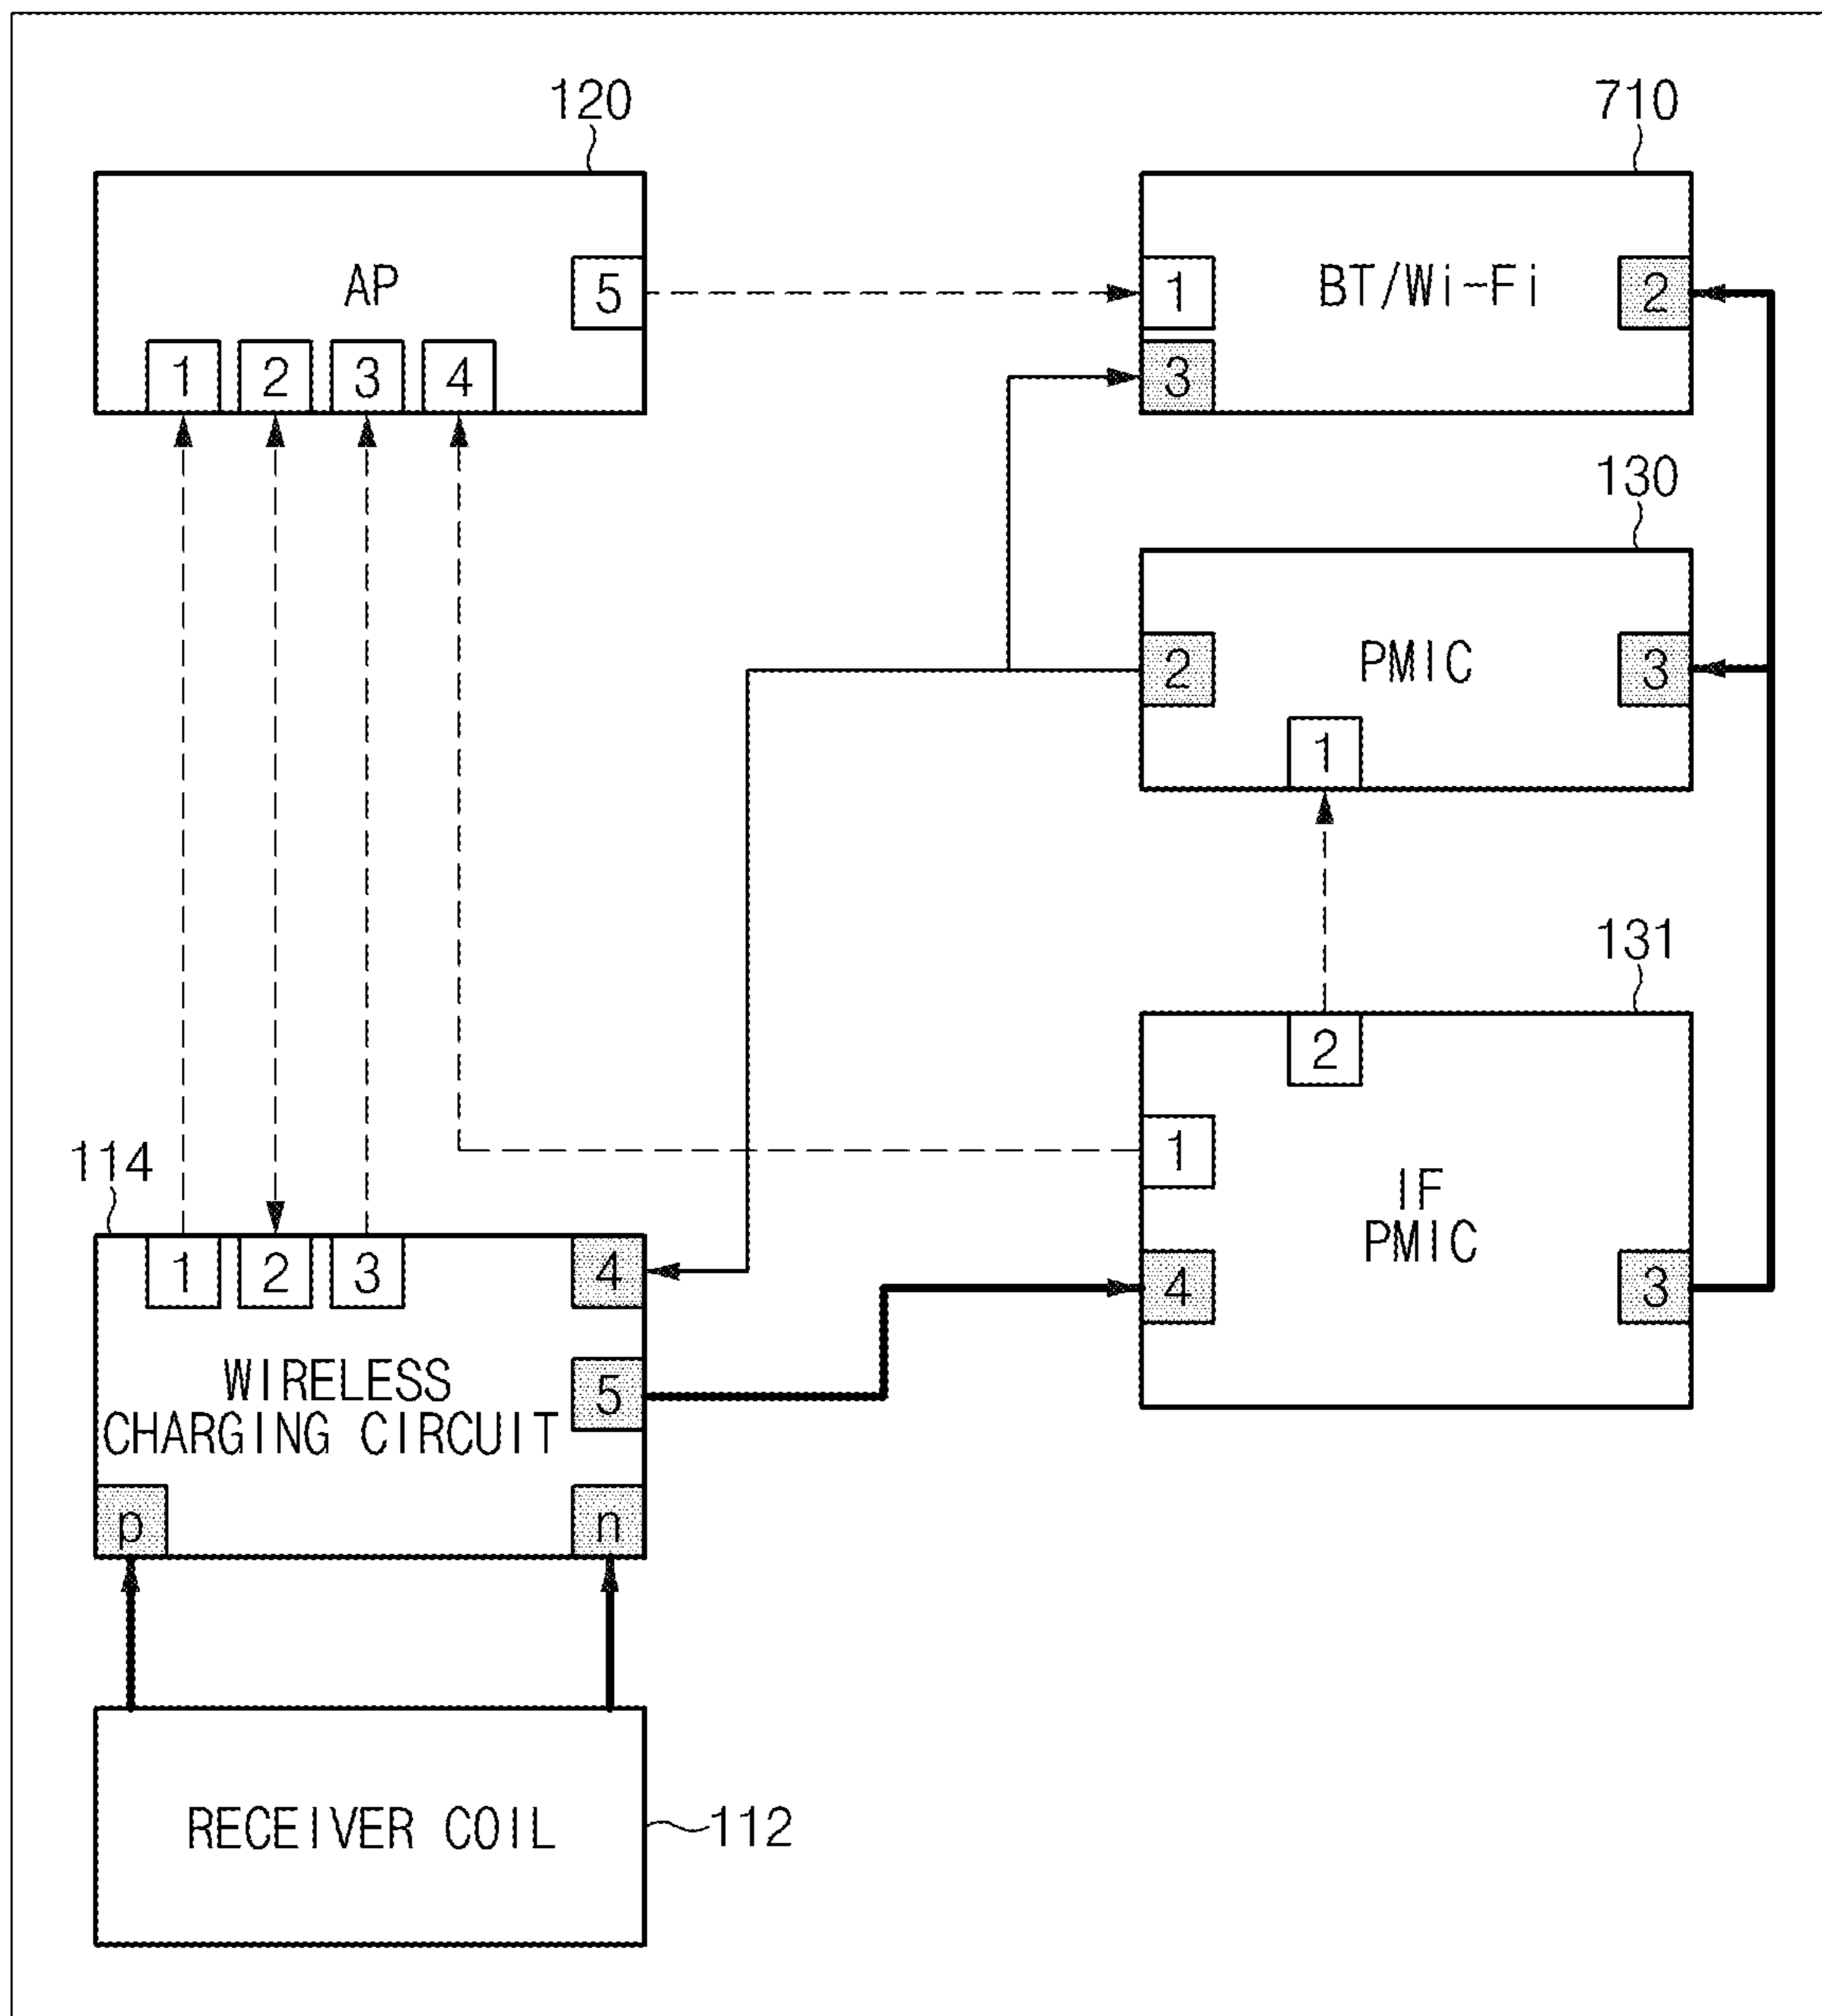 120
710
AP
5
1
BT/Wi-Fi
2
1
2
3
4
3
130
2
PMIC
3
1
131
2
1
114
IF
PMIC
1
2
3
4
4
3
WIRELESS
CHARGING CIRCUIT
5
p
n
RECEIVER COIL
112